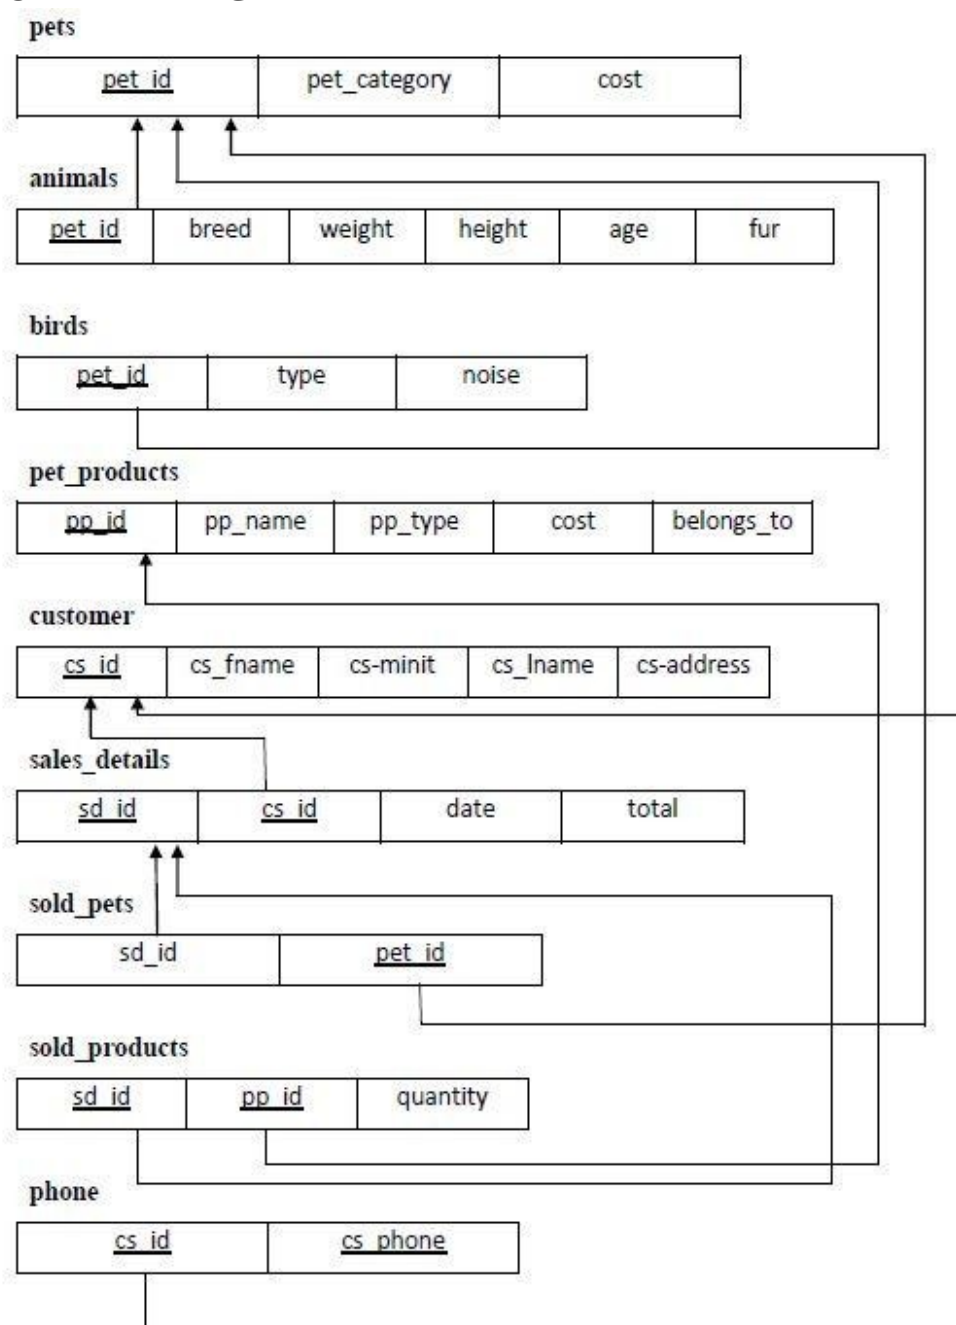 pets
pet_id pet_category cost
animals
pet_id breed weight height age fur
birds
pet_id type noise
pet_products
pp_id pp_name pp_type cost belongs_to
customer
cs_id cs_fname cs-minit cs_lname cs-address
sales_details
sd_id cs_id date total
sold_pets
sd_id pet_id
sold_products
sd_id pp_id quantity
phone
cs_id cs_phone